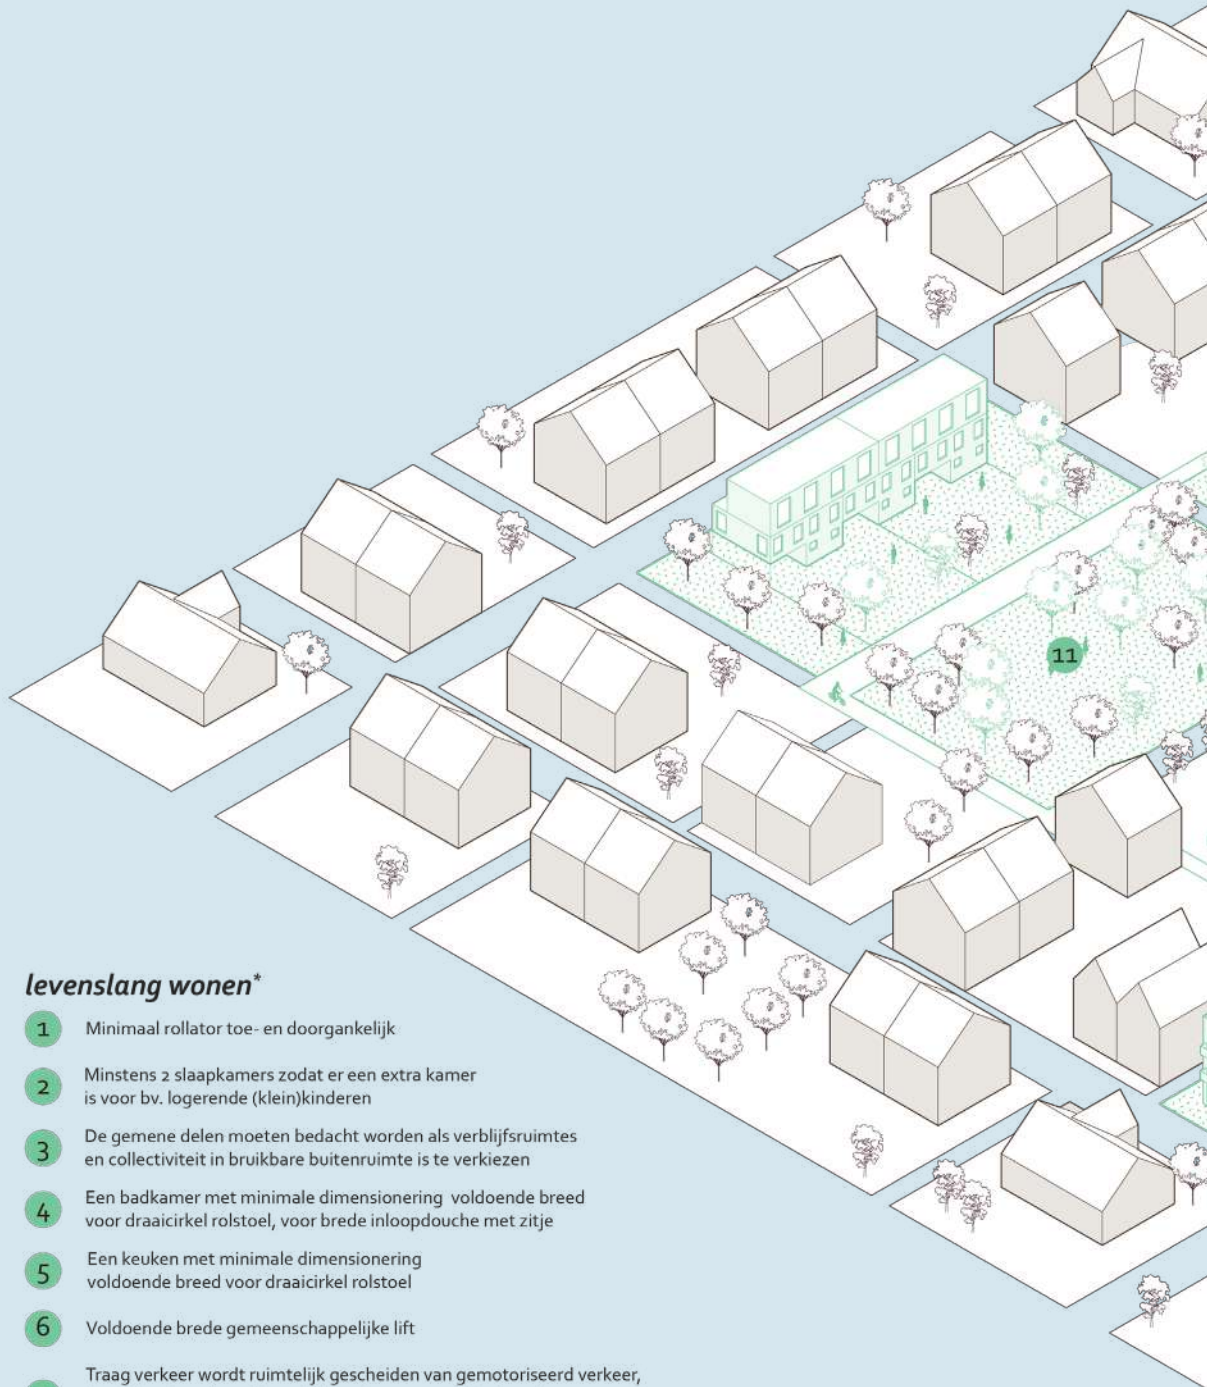 11
levenslang wonen*
1 Minimaal rollator toe- en doorgankelijk
2 Minstens 2 slaapkamers zodat er een extra kamer
is voor bv. logerende (klein)kinderen
3 De gemene delen moeten bedacht worden als verblijfsruimtes
en collectiviteit in bruikbare buitenruimte is te verkiezen
4 Een badkamer met minimale dimensionering voldoende breed
voor draaicirkel rolstoel, voor brede inloopdouche met zitje
5 Een keuken met minimale dimensionering
voldoende breed voor draaicirkel rolstoel
6 Voldoende brede gemeenschappelijke lift
Traag verkeer wordt ruimtelijk gescheiden van gemotoriseerd verkeer,